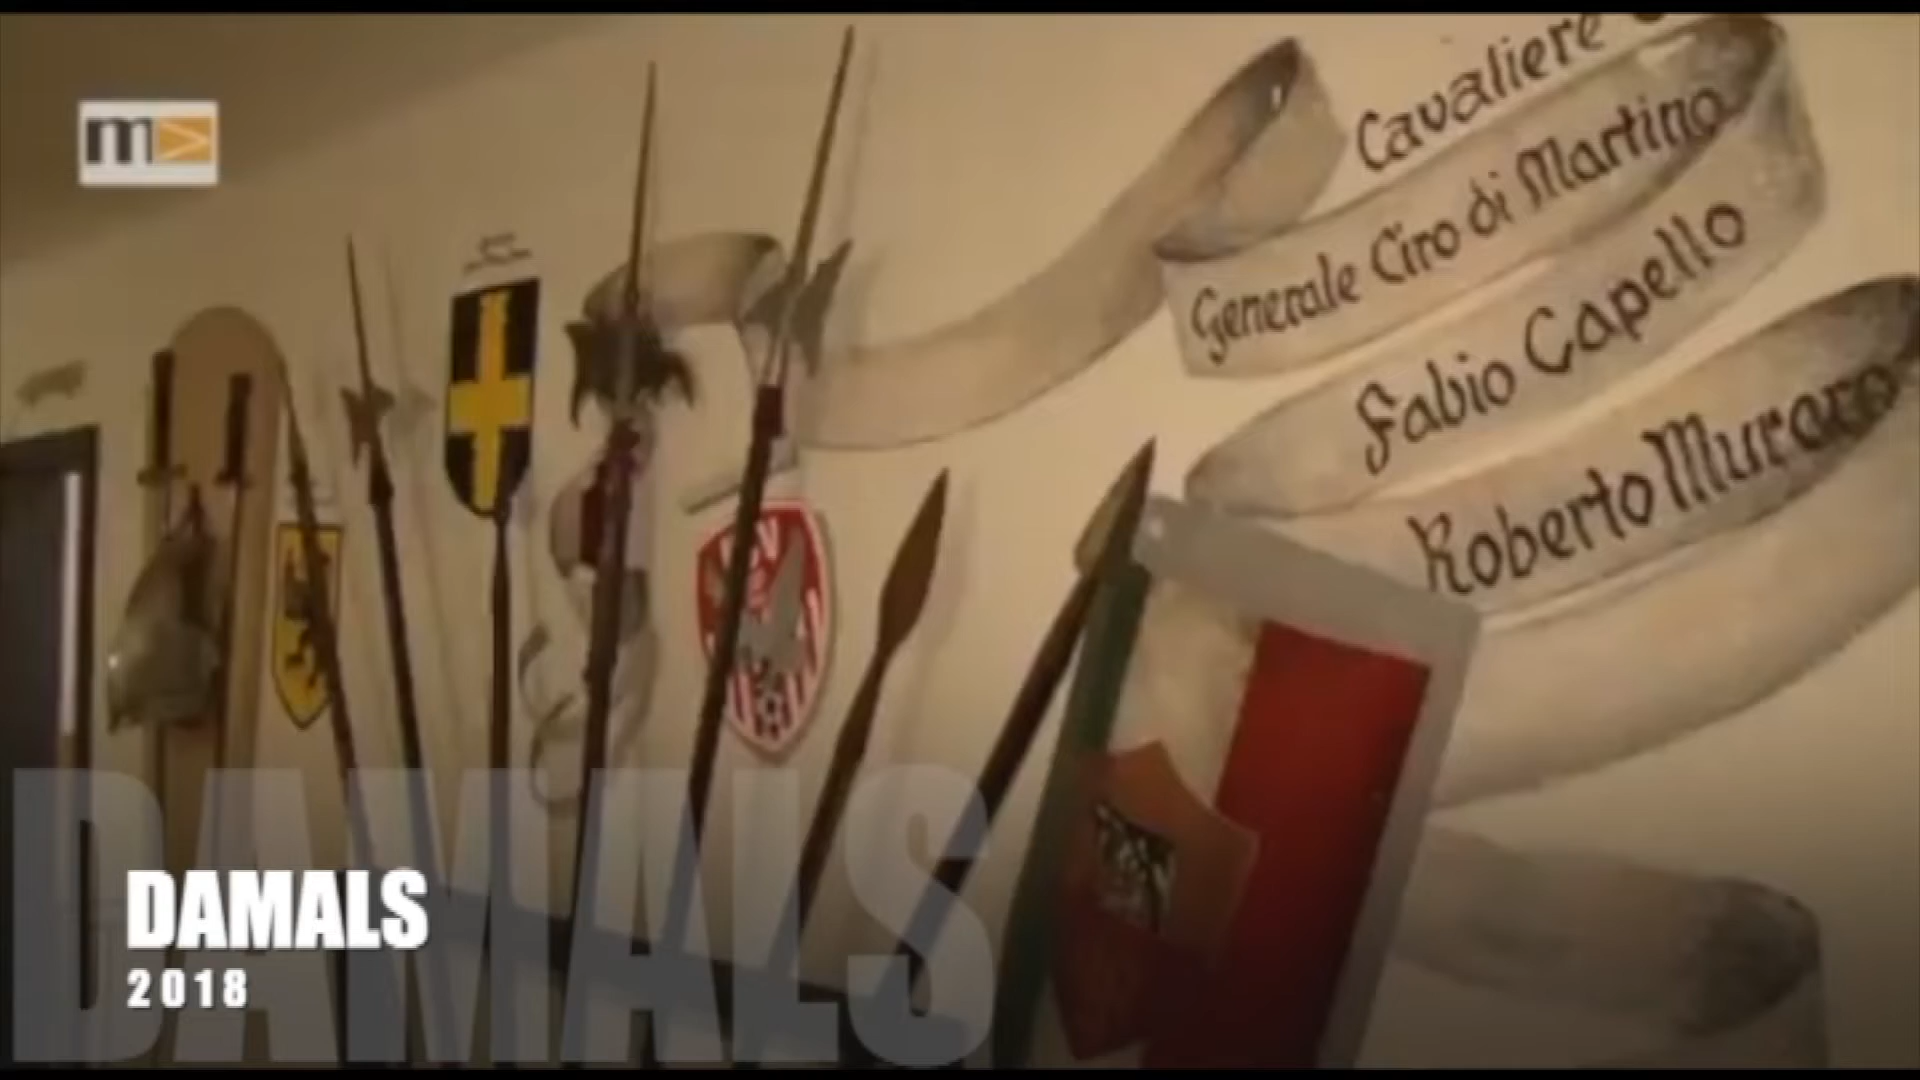 m>
Cavaliere
Generale Ciro di Martino
Fabio Capello
Roberto Muraro
DAMALS
DAMALS
2018